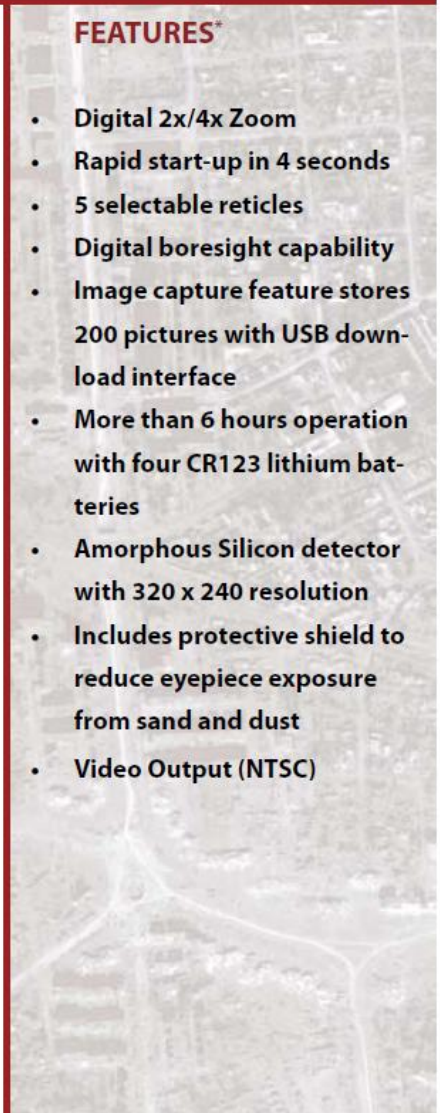 FEATURES*
• Digital 2x/4x Zoom
• Rapid start-up in 4 seconds
• 5 selectable reticles
• Digital boresight capability
• Image capture feature stores
200 pictures with USB down-
load interface
• More than 6 hours operation
with four CR123 lithium bat-
teries
• Amorphous Silicon detector
with 320 x 240 resolution
• Includes protective shield to
reduce eyepiece exposure
from sand and dust
• Video Output (NTSC)